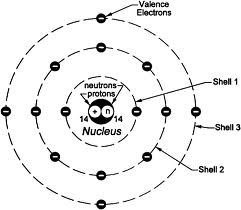 Valence
Electrons
Shell 1
neutrons
protons
+
n
14
14
Nucleus
Shell 3
Shell 2